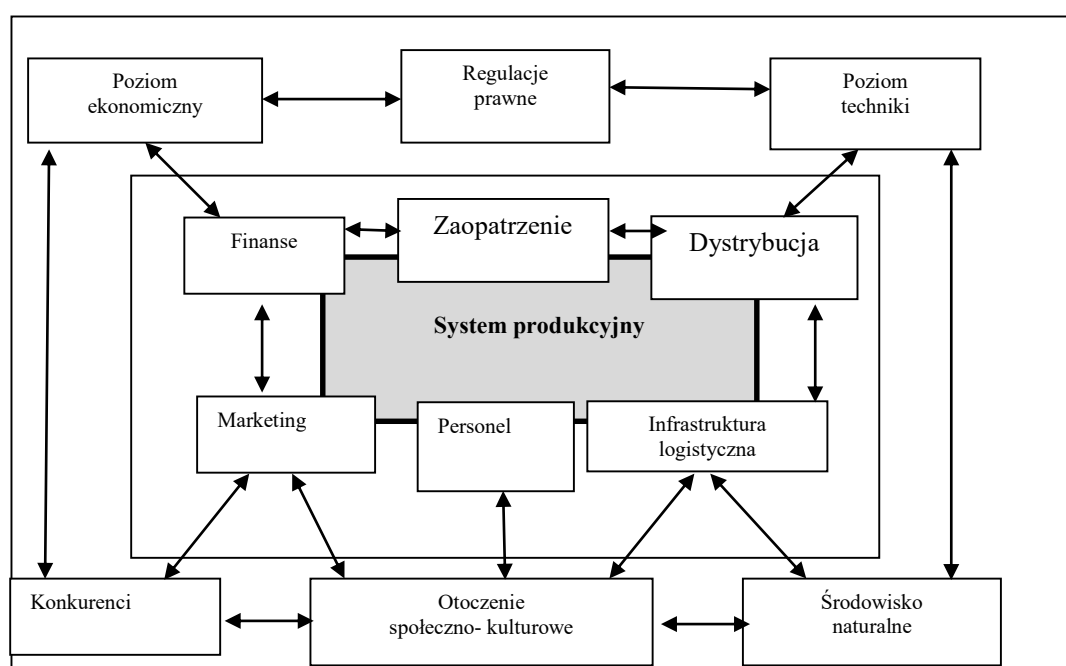 Poziom
ekonomiczny
Regulacje
prawne
Poziom
techniki
Finanse
Zaopatrzenie
Dystrybucja
System produkcyjny
Marketing
Personel
Infrastruktura
logistyczna
Konkurenci
Otoczenie
społeczno- kulturowe
Środowisko
naturalne